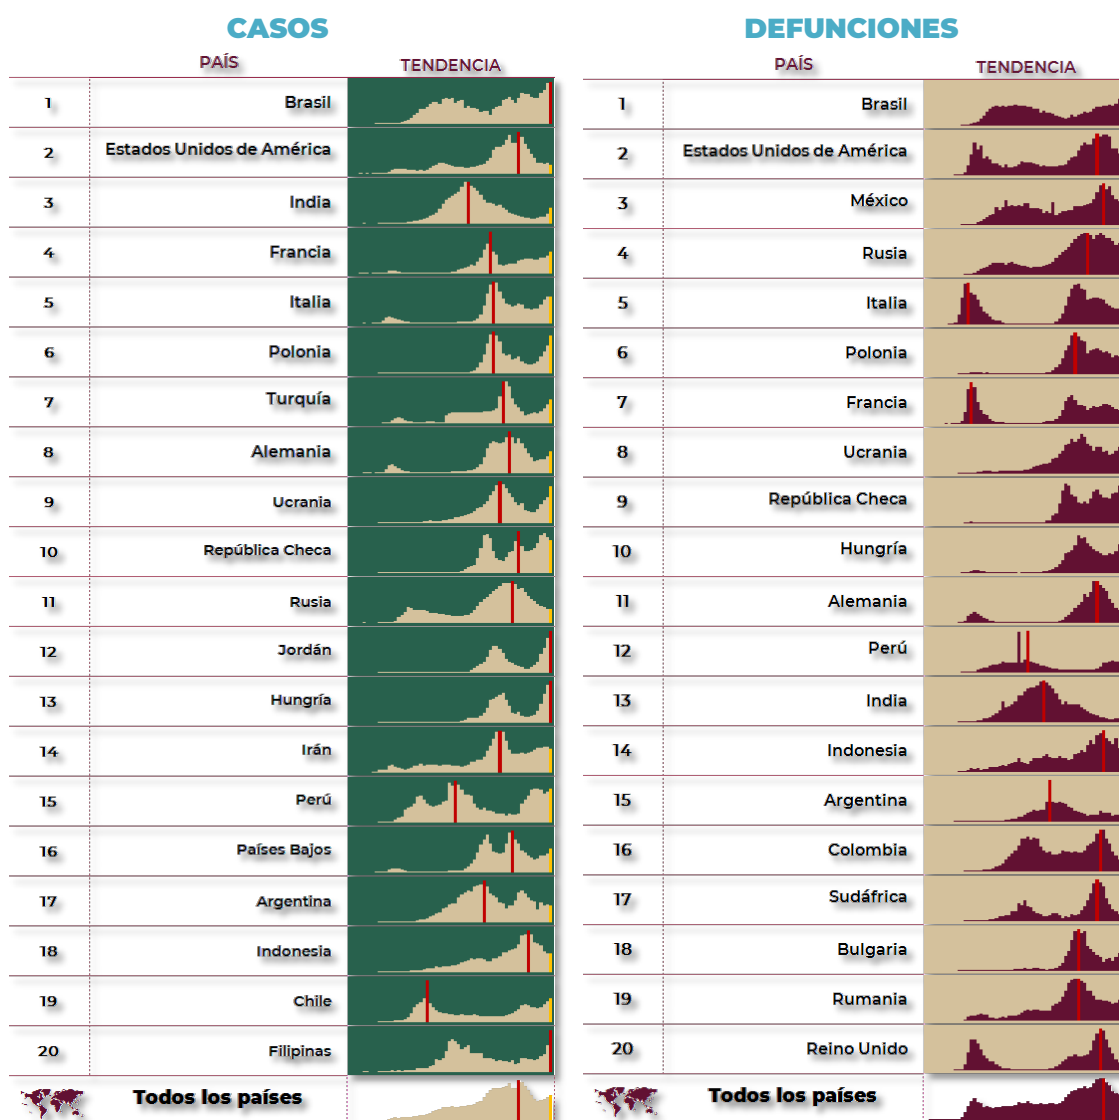 CASOS
PAÍS TENDENCIA
1 Brasil
2 Estados Unidos de América
3 India
4 Francia
5 Italia
6 Polonia
7 Turquía
8 Alemania
9 Ucrania
10 República Checa
11 Rusia
12 Jordán
13 Hungría
14 Irán
15 Perú
16 Países Bajos
17 Argentina
18 Indonesia
19 Chile
20 Filipinas
Todos los países
DEFUNCIONES
PAÍS TENDENCIA
1 Brasil
2 Estados Unidos de América
3 México
4 Rusia
5 Italia
6 Polonia
7 Francia
8 Ucrania
9 República Checa
10 Hungría
11 Alemania
12 Perú
13 India
14 Indonesia
15 Argentina
16 Colombia
17 Sudáfrica
18 Bulgaria
19 Rumania
20 Reino Unido
Todos los países